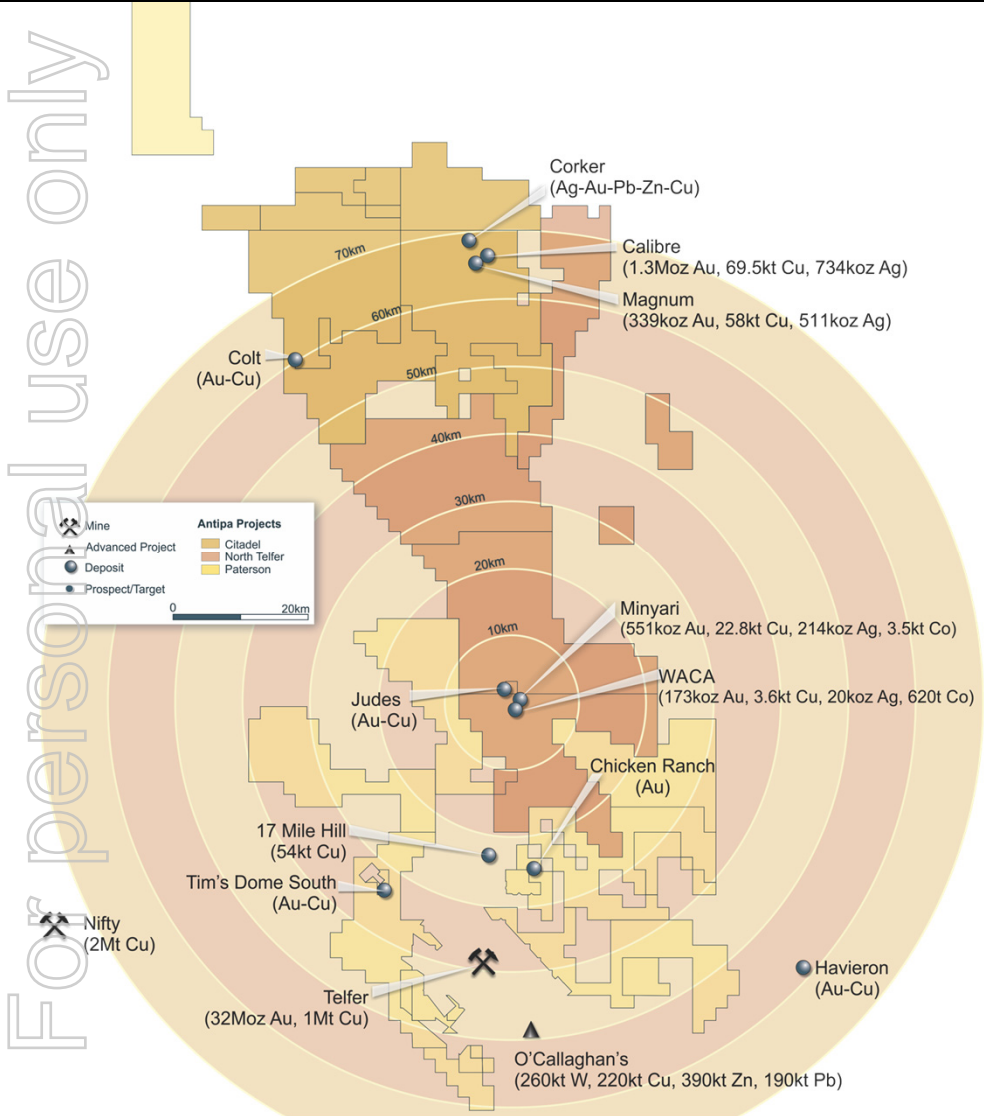 For personal use only
Corker
(Ag-Au-Pb-Zn-Cu)
Calibre
(1.3Moz Au, 69.5kt Cu, 734koz Ag)
Magnum
(339koz Au, 58kt Cu, 511koz Ag)
70km
60km
Colt
(Au-Cu)
50km
40km
30km
Mine
Advanced Project
Deposit
Prospect/Target
Antipa Projects
Citadel
North Telfer
Paterson
0 20km
20km
10km
Minyari
(551koz Au, 22.8kt Cu, 214koz Ag, 3.5kt Co)
WACA
(173koz Au, 3.6kt Cu, 20koz Ag, 620t Co)
Judes
(Au-Cu)
Chicken Ranch
(Au)
17 Mile Hill
(54kt Cu)
Tim's Dome South
(Au-Cu)
Nifty
(2Mt Cu)
Havieron
(Au-Cu)
Telfer
(32Moz Au, 1Mt Cu)
O'Callaghan's
(260kt W, 220kt Cu, 390kt Zn, 190kt Pb)